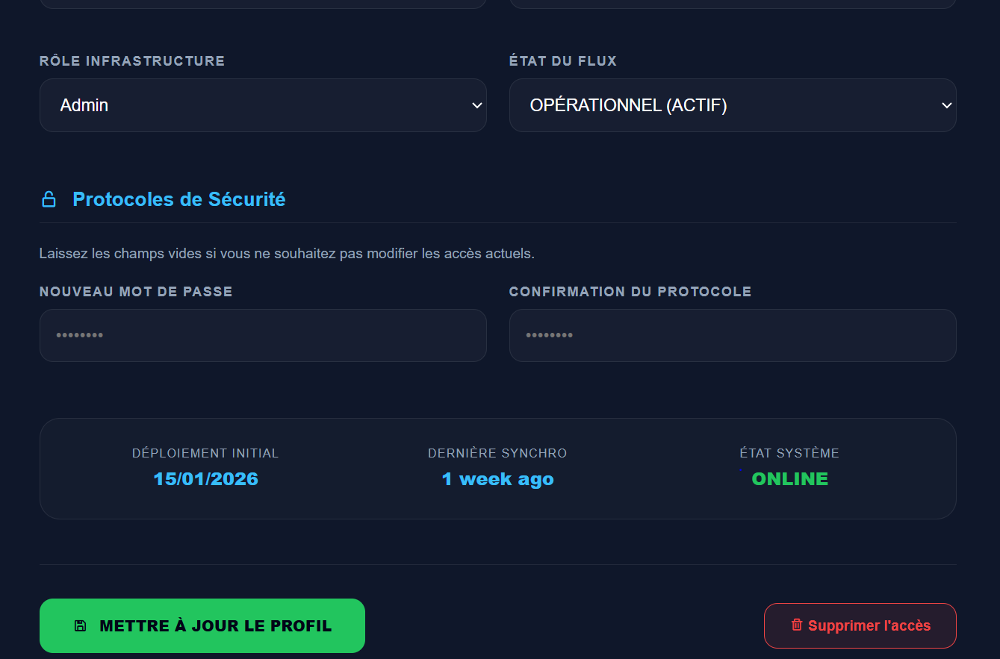 RÔLE INFRASTRUCTURE
ÉTAT DU FLUX
Admin
OPÉRATIONNEL (ACTIF)
Protocoles de Sécurité
Laissez les champs vides si vous ne souhaitez pas modifier les accès actuels.
NOUVEAU MOT DE PASSE
CONFIRMATION DU PROTOCOLE
••••••••
••••••••
DÉPLOIEMENT INITIAL
15/01/2026
DERNIÈRE SYNCHRO
1 week ago
ÉTAT SYSTÈME
ONLINE
METTRE À JOUR LE PROFIL
Supprimer l'accès